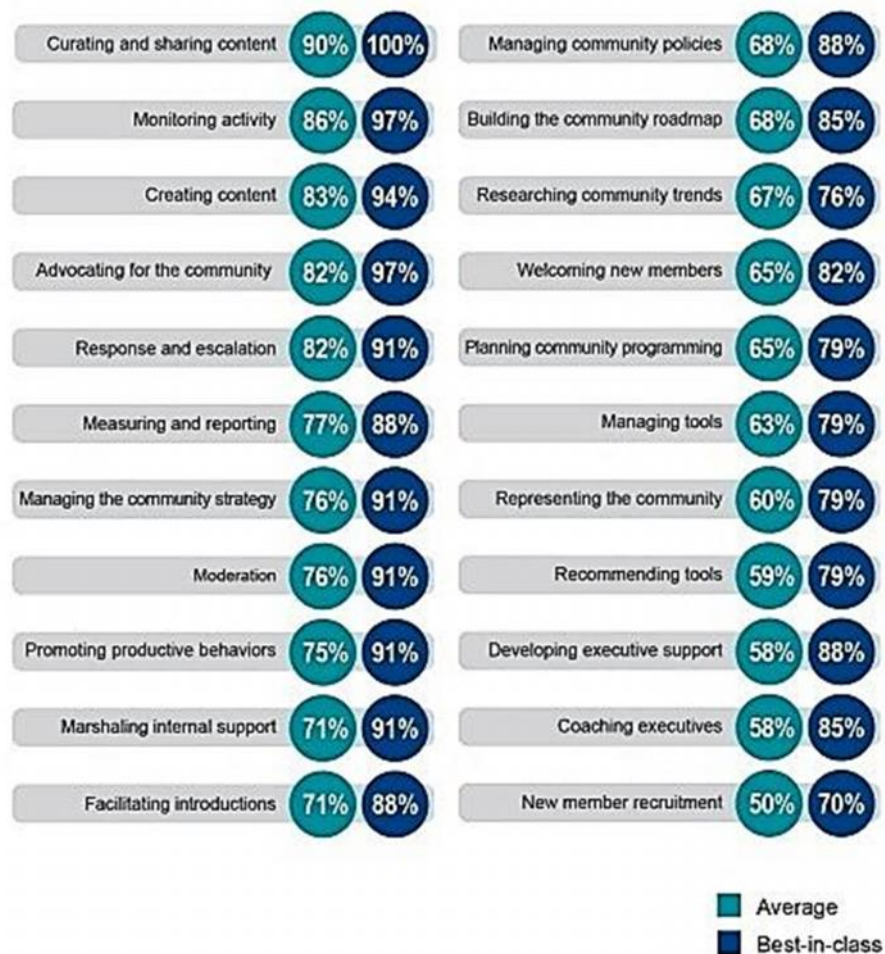 Curating and sharing content 90% 100%
Monitoring activity 86% 97%
Creating content 83% 94%
Advocating for the community 82% 97%
Response and escalation 82% 91%
Measuring and reporting 77% 88%
Managing the community strategy 76% 91%
Moderation 76% 91%
Promoting productive behaviors 75% 91%
Marshaling internal support 71% 91%
Facilitating introductions 71% 88%
Managing community policies 68% 88%
Building the community roadmap 68% 85%
Researching community trends 67% 76%
Welcoming new members 65% 82%
Planning community programming 65% 79%
Managing tools 63% 79%
Representing the community 60% 79%
Recommending tools 59% 79%
Developing executive support 58% 88%
Coaching executives 58% 85%
New member recruitment 50% 70%
Average
Best-in-class